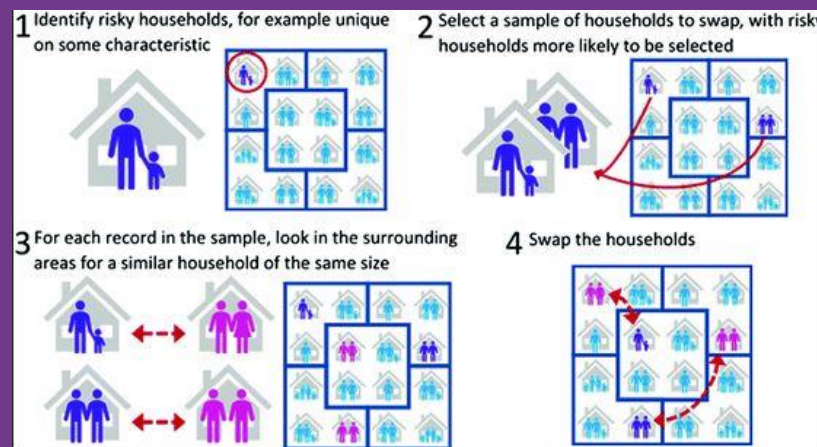 1 Identify risky households, for example unique
on some characteristic
2 Select a sample of households to swap, with risky
households more likely to be selected
3 For each record in the sample, look in the surrounding
areas for a similar household of the same size
4 Swap the households